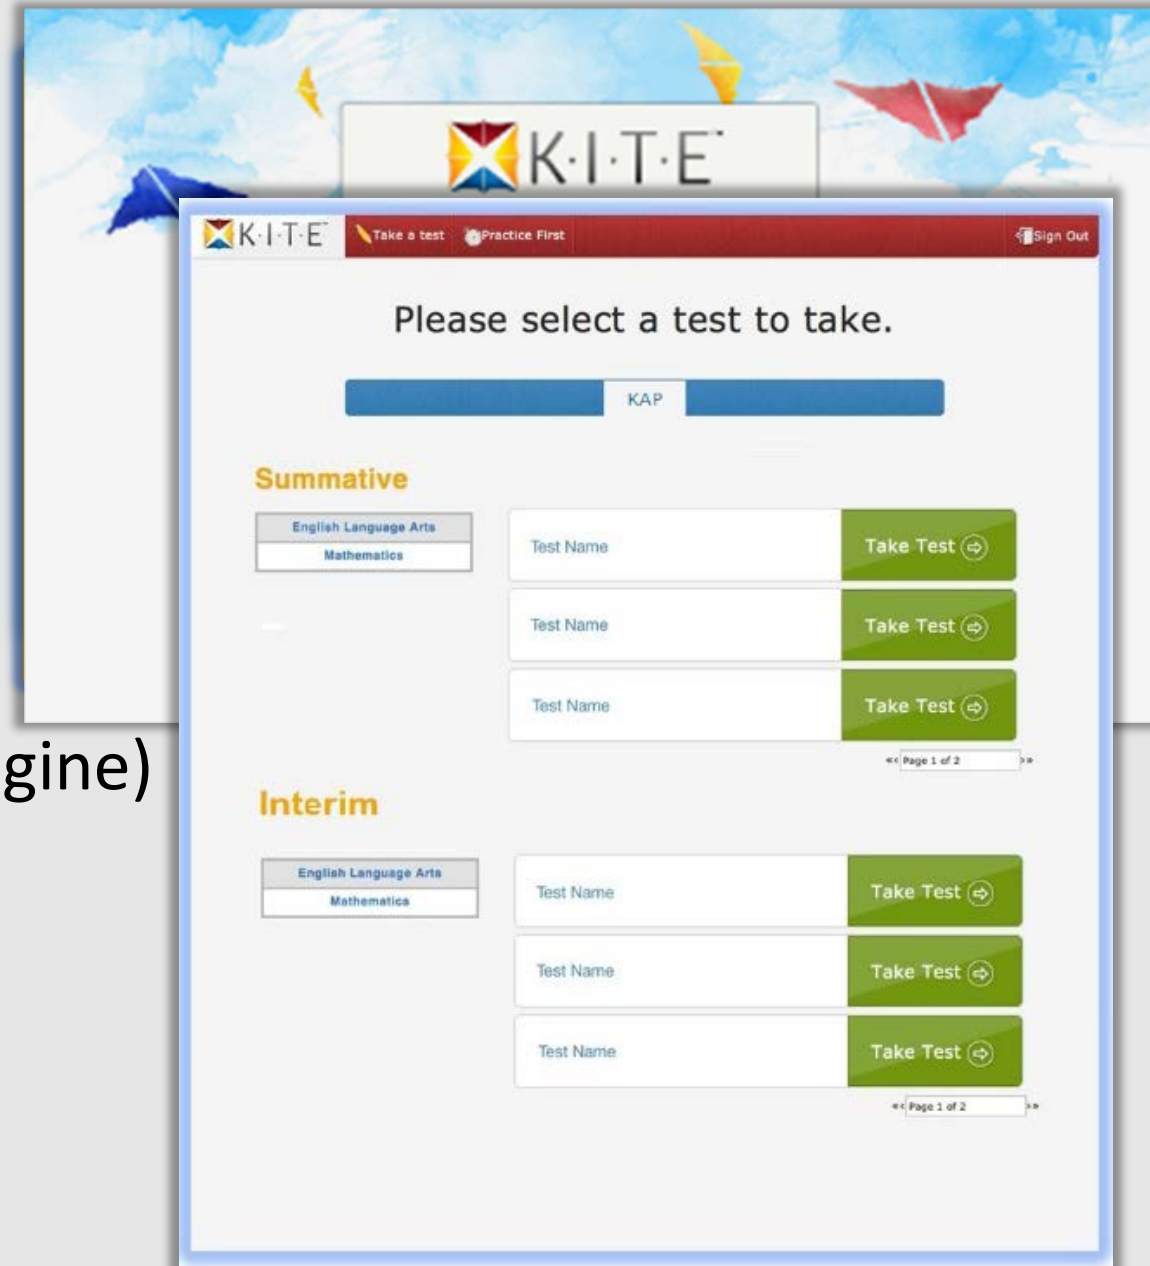 K·I·T·E™
K·I·T·E™ Take a test Practice First Sign Out
Please select a test to take.
KAP
Summative
English Language Arts
Mathematics
Test Name Take Test
Test Name Take Test
Test Name Take Test
«‹ Page 1 of 2 ›»
gine)
Interim
English Language Arts
Mathematics
Test Name Take Test
Test Name Take Test
Test Name Take Test
«‹ Page 1 of 2 ›»